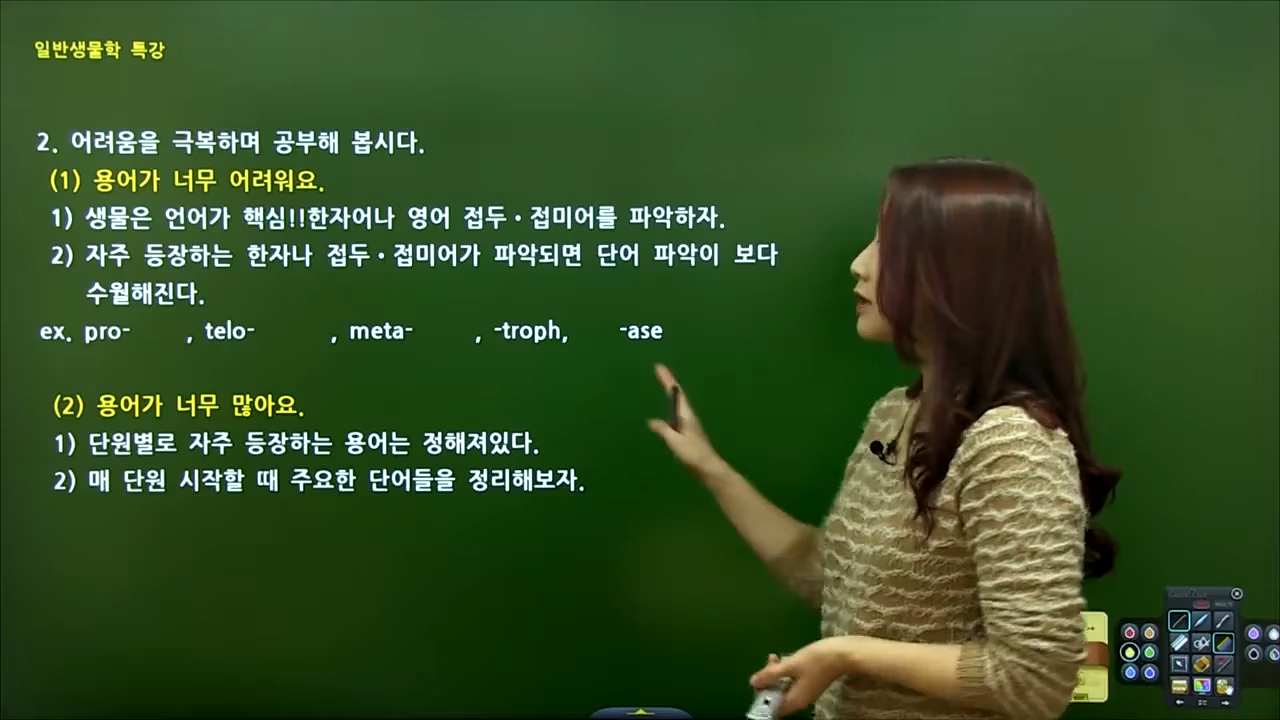 일반생물학 특강
2. 어려움을 극복하며 공부해 봅시다.
(1) 용어가 너무 어려워요.
1) 생물은 언어가 핵심!!한자어나 영어 접두·접미어를 파악하자.
2) 자주 등장하는 한자나 접두·접미어가 파악되면 단어 파악이 보다
수월해진다.
ex. pro- , telo- , meta- , -troph, -ase
(2) 용어가 너무 많아요.
1) 단원별로 자주 등장하는 용어는 정해져있다.
2) 매 단원 시작할 때 주요한 단어들을 정리해보자.